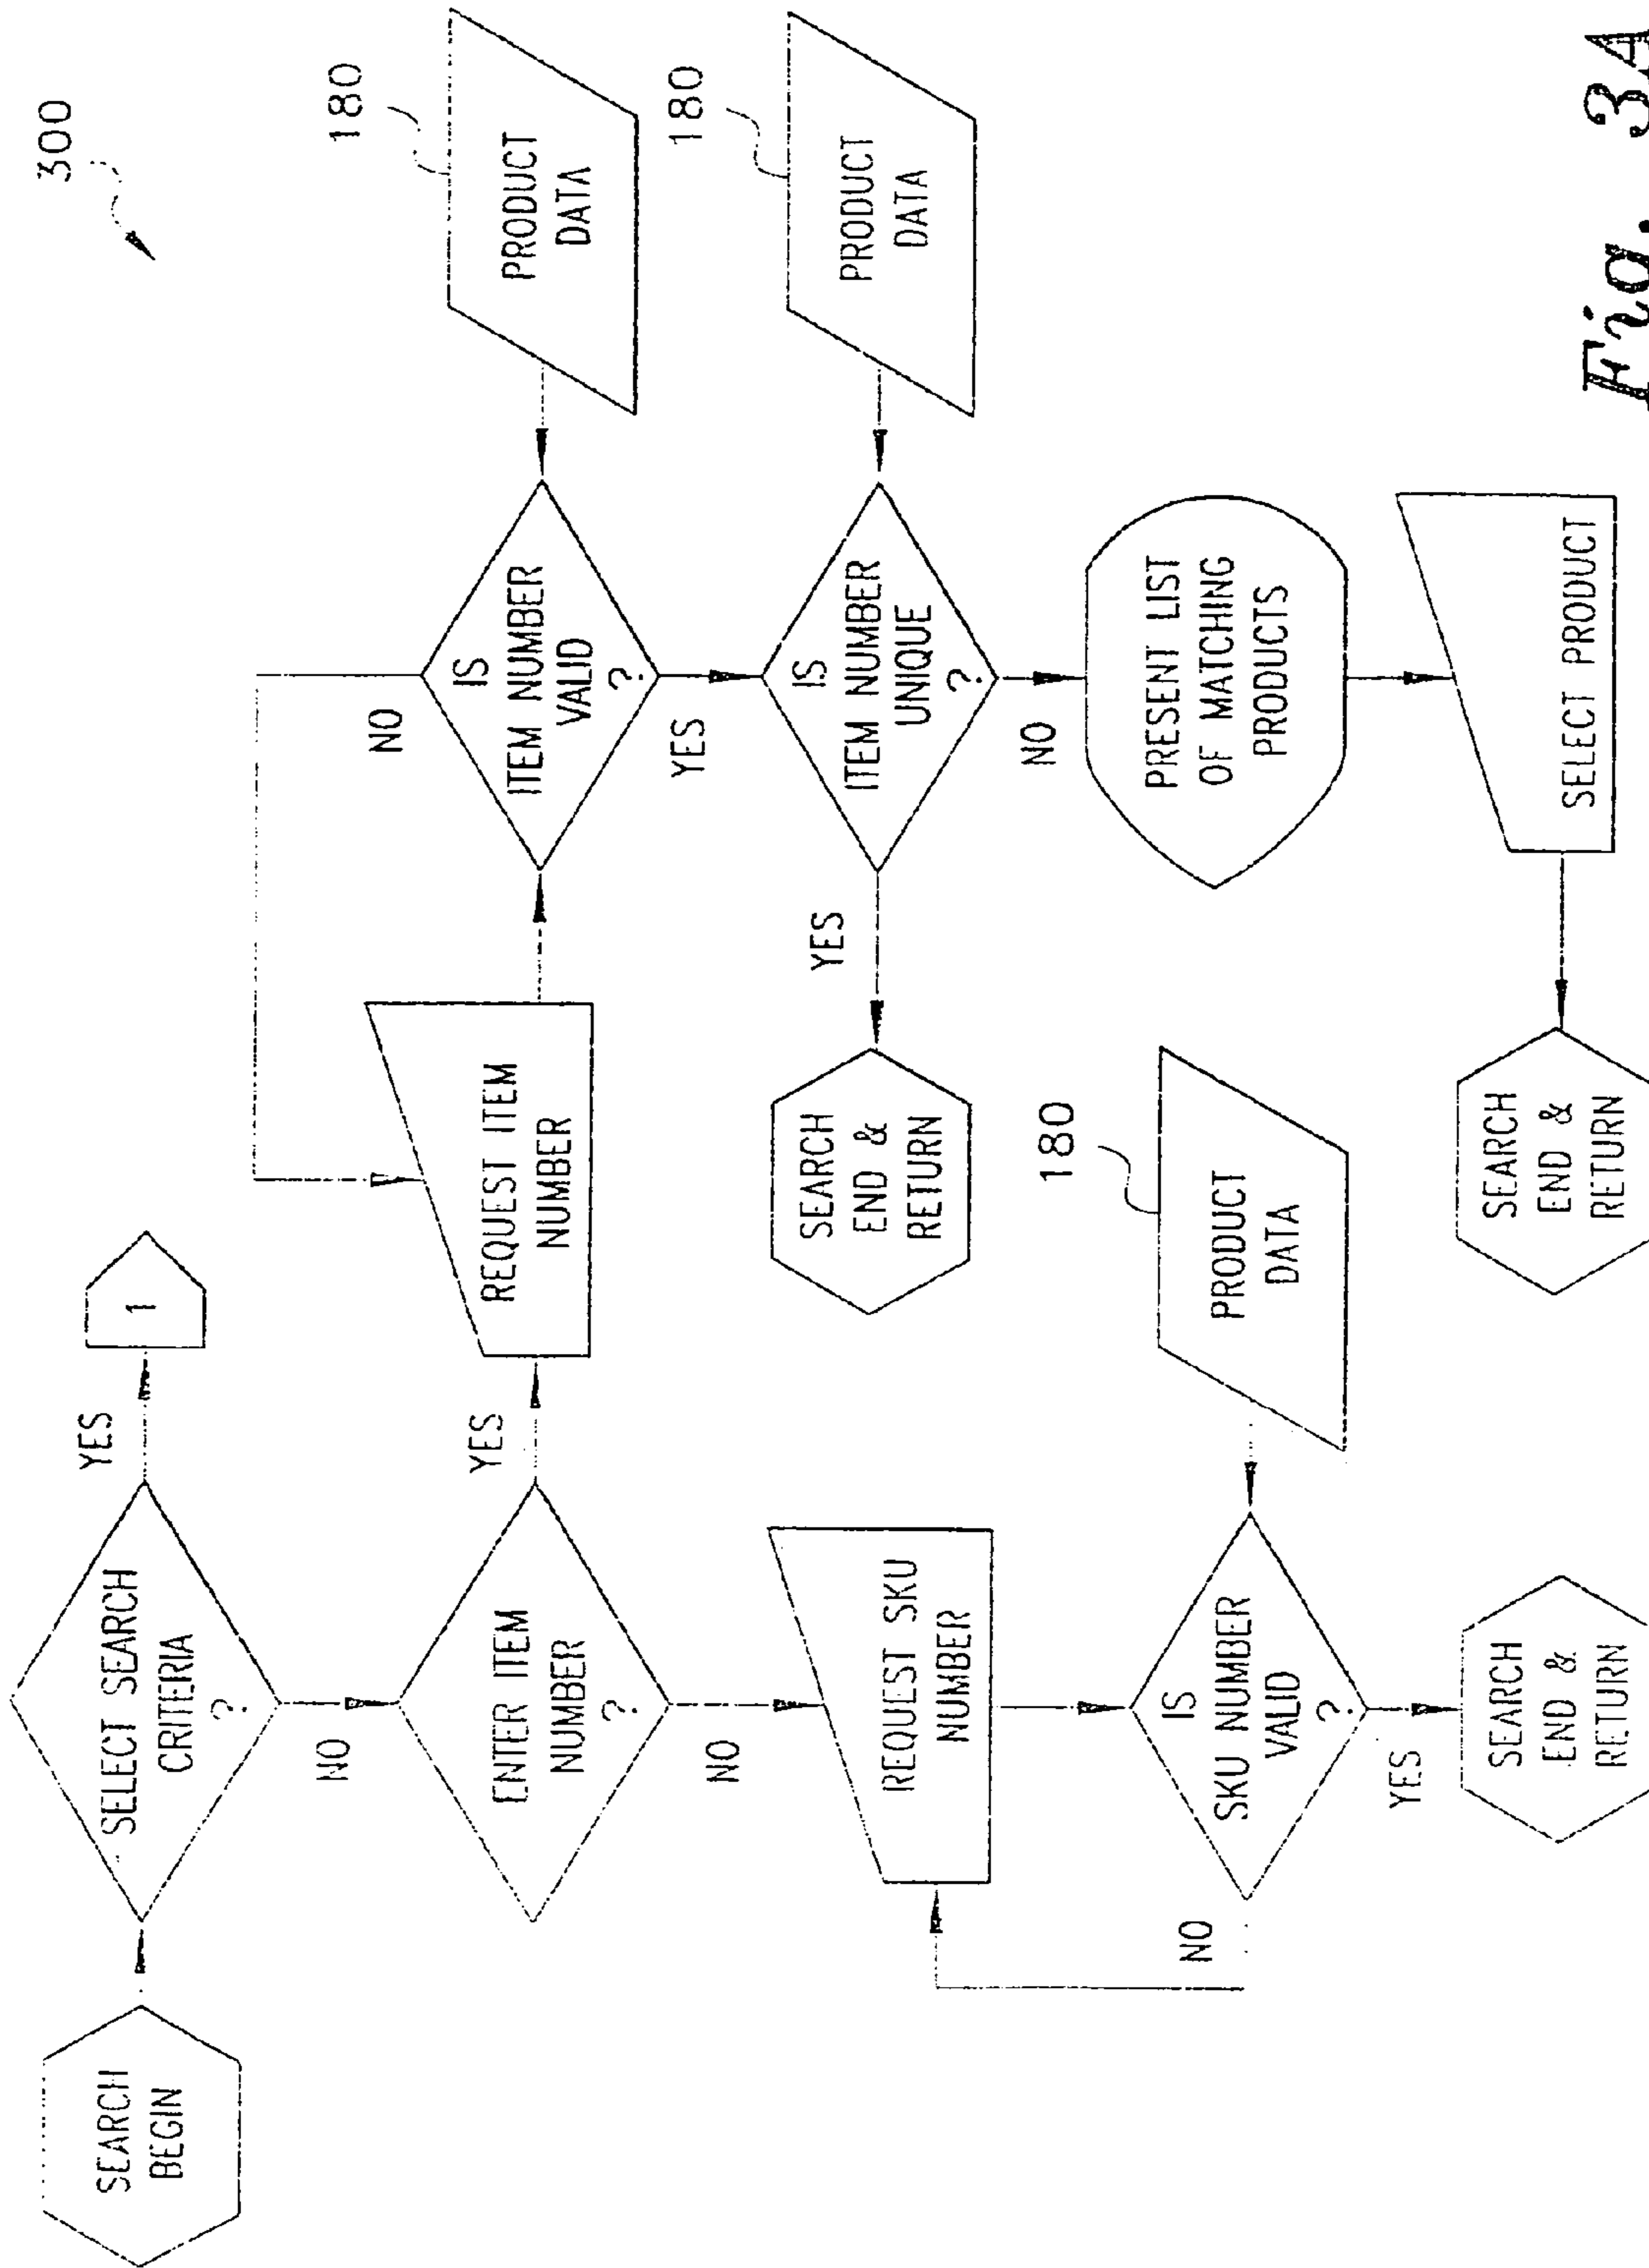 300
SEARCH
BEGIN
SELECT SEARCH
CRITERIA
?
YES
1
NO
ENTER ITEM
NUMBER
?
YES
REQUEST ITEM
NUMBER
NO
IS
ITEM NUMBER
VALID
?
PRODUCT
DATA
180
YES
NO
REQUEST SKU
NUMBER
YES
SEARCH
END &
RETURN
IS
ITEM NUMBER
UNIQUE
?
PRODUCT
DATA
180
NO
NO
IS
SKU NUMBER
VALID
?
PRODUCT
DATA
180
PRESENT LIST
OF MATCHING
PRODUCTS
YES
SEARCH
END &
RETURN
SEARCH
END &
RETURN
SELECT PRODUCT
Fig. 3A